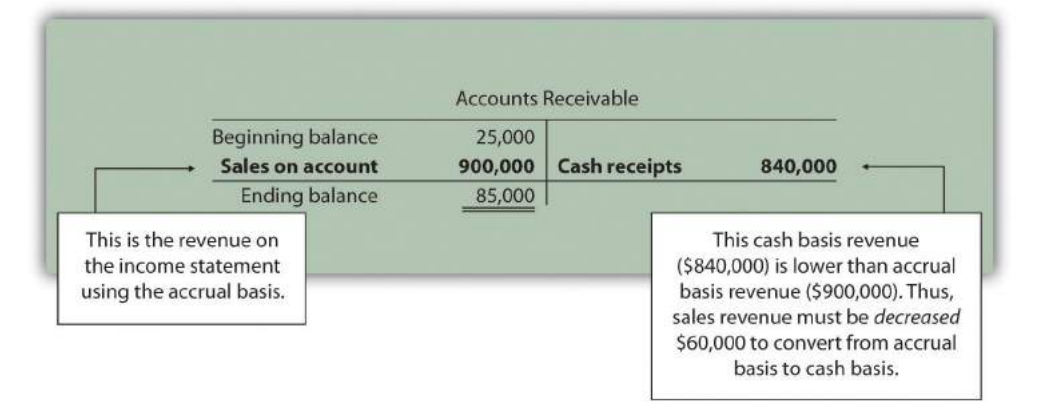 Accounts Receivable
Beginning balance 25,000
Sales on account 900,000 Cash receipts 840,000
Ending balance 85,000
This is the revenue on
the income statement
using the accrual basis.
This cash basis revenue
($840,000) is lower than accrual
basis revenue ($900,000). Thus,
sales revenue must be decreased
$60,000 to convert from accrual
basis to cash basis.